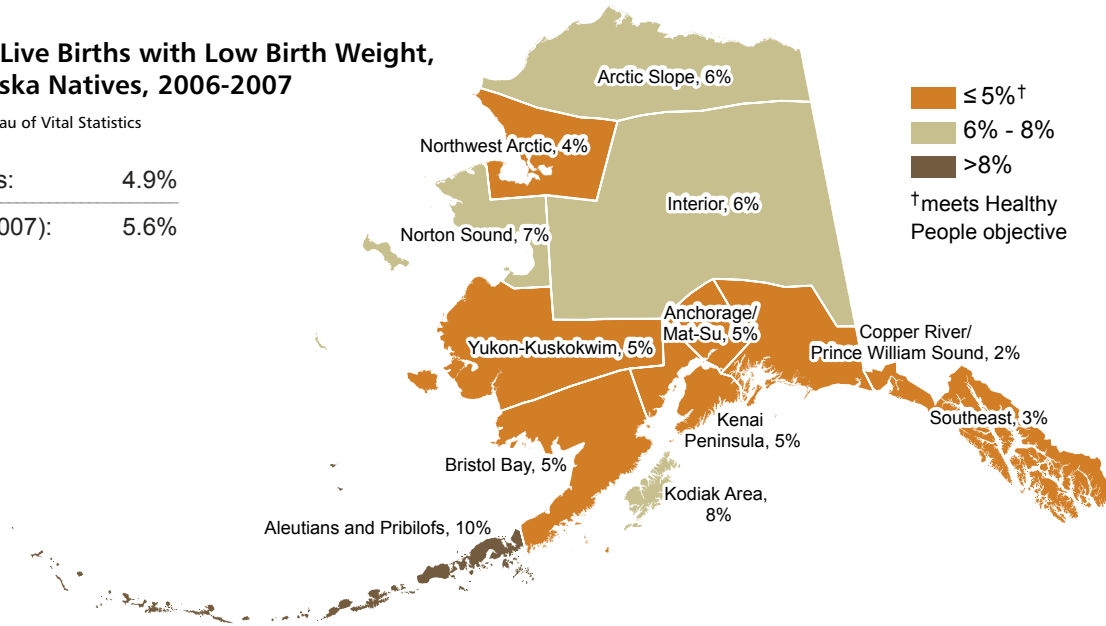 Live Births with Low Birth Weight,
ska Natives, 2006-2007
au of Vital Statistics
s: 4.9%
007): 5.6%
Arctic Slope, 6%
≤ 5%†
6% - 8%
>8%
†meets Healthy
People objective
Northwest Arctic, 4%
Interior, 6%
Norton Sound, 7%
Anchorage/
Mat-Su, 5%
Yukon-Kuskokwim, 5%
Copper River/
Prince William Sound, 2%
Southeast, 3%
Kenai
Peninsula, 5%
Bristol Bay, 5%
Kodiak Area,
8%
Aleutians and Pribilofs, 10%